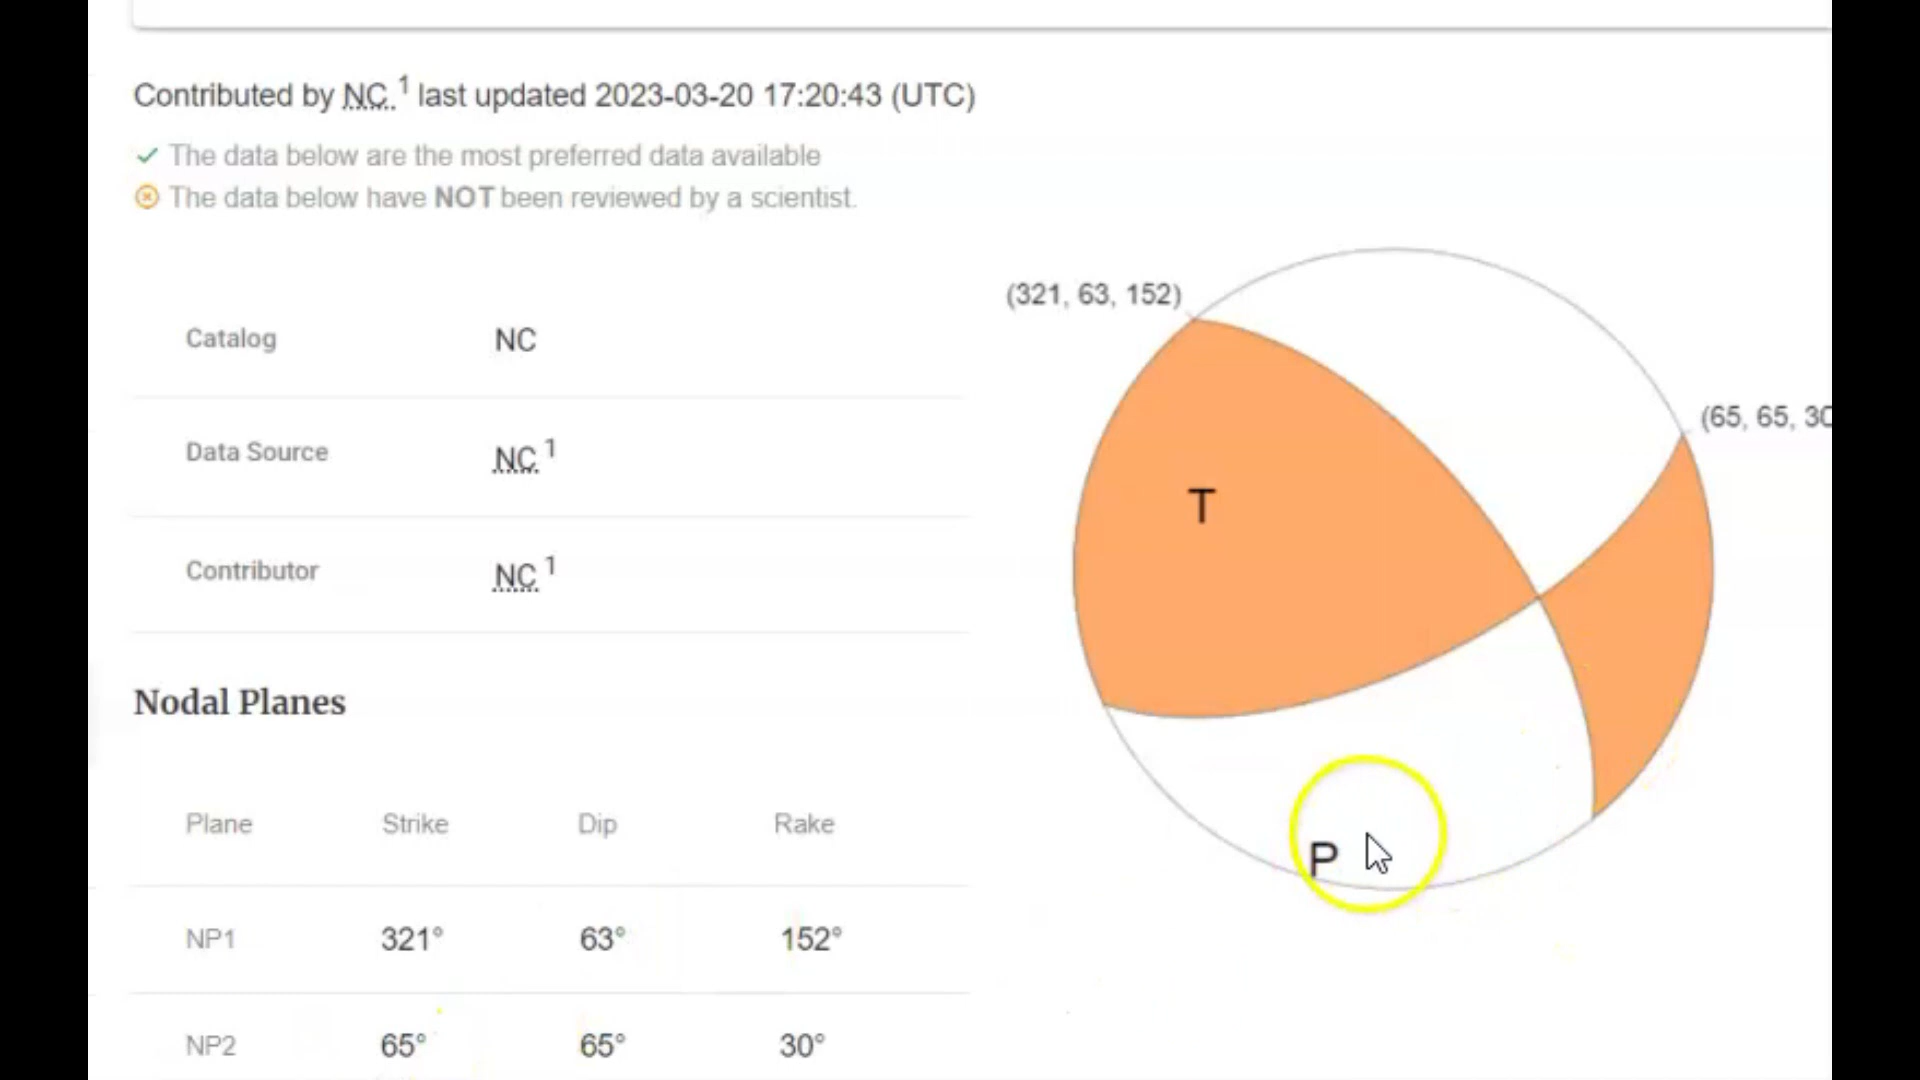 Contributed by NC ¹ last updated 2023-03-20 17:20:43 (UTC)
The data below are the most preferred data available
The data below have NOT been reviewed by a scientist.
(321, 63, 152)
Catalog NC
(65, 65, 30
Data Source NC ¹
T
Contributor NC ¹
Nodal Planes
Plane Strike Dip Rake
P
NP1 321° 63° 152°
NP2 65° 65° 30°